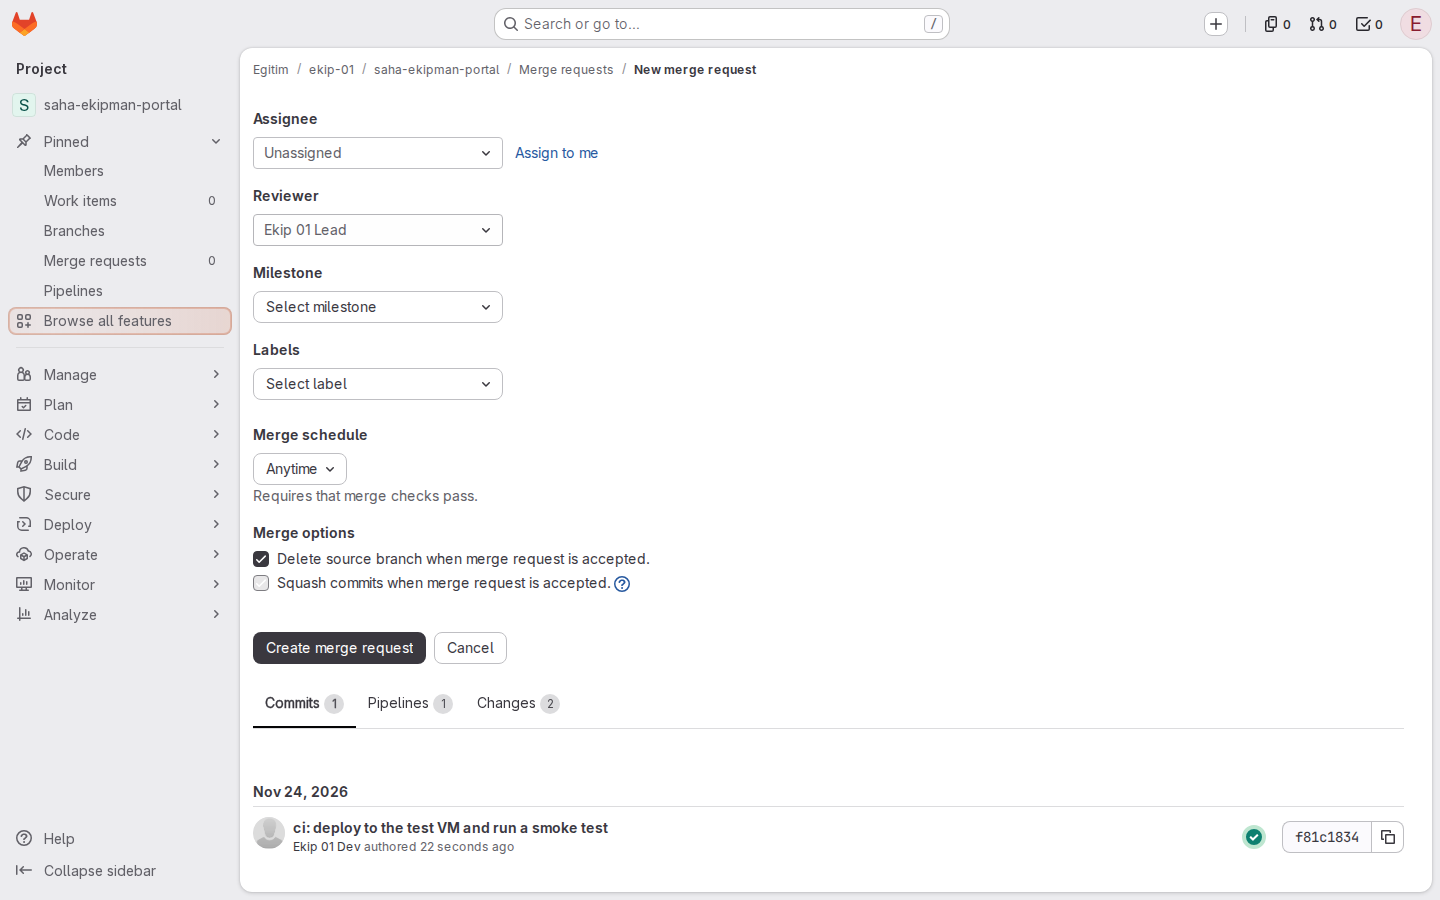 Search or go to...
/
0
0
0
E
Project
S
saha-ekipman-portal
Pinned
Members
Work items
0
Branches
Merge requests
0
Pipelines
Browse all features
Manage
Plan
Code
Build
Secure
Deploy
Operate
Monitor
Analyze
Help
Collapse sidebar
Egitim / ekip-01 / saha-ekipman-portal / Merge requests / New merge request
Assignee
Unassigned
Assign to me
Reviewer
Ekip 01 Lead
Milestone
Select milestone
Labels
Select label
Merge schedule
Anytime
Requires that merge checks pass.
Merge options
Delete source branch when merge request is accepted.
Squash commits when merge request is accepted.
Create merge request
Cancel
Commits 1
Pipelines 1
Changes 2
Nov 24, 2026
ci: deploy to the test VM and run a smoke test
Ekip 01 Dev authored 22 seconds ago
f81c1834